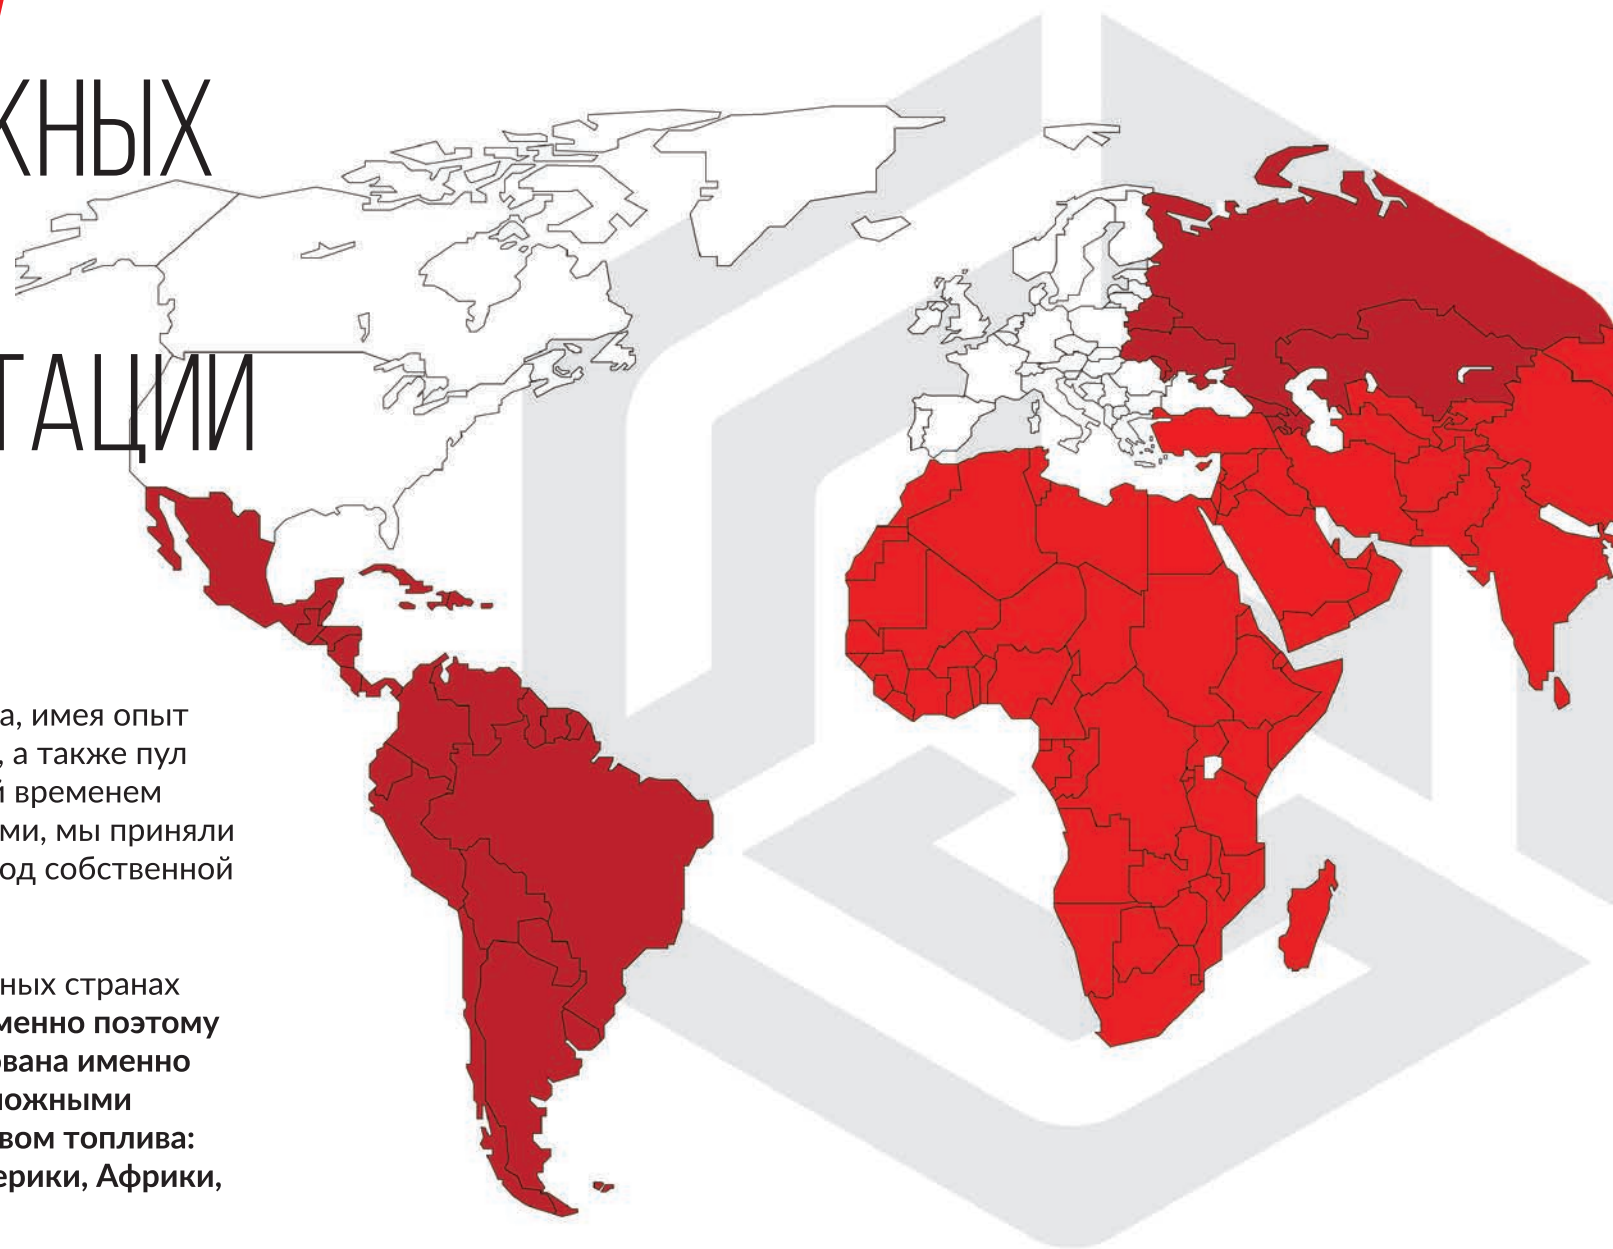 ЖНЫХ
ТАЦИИ
а, имея опыт
, а также пул
й временем
ми, мы приняли
од собственной
ных странах
менно поэтому
ована именно
ложными
вом топлива:
ерики, Африки,